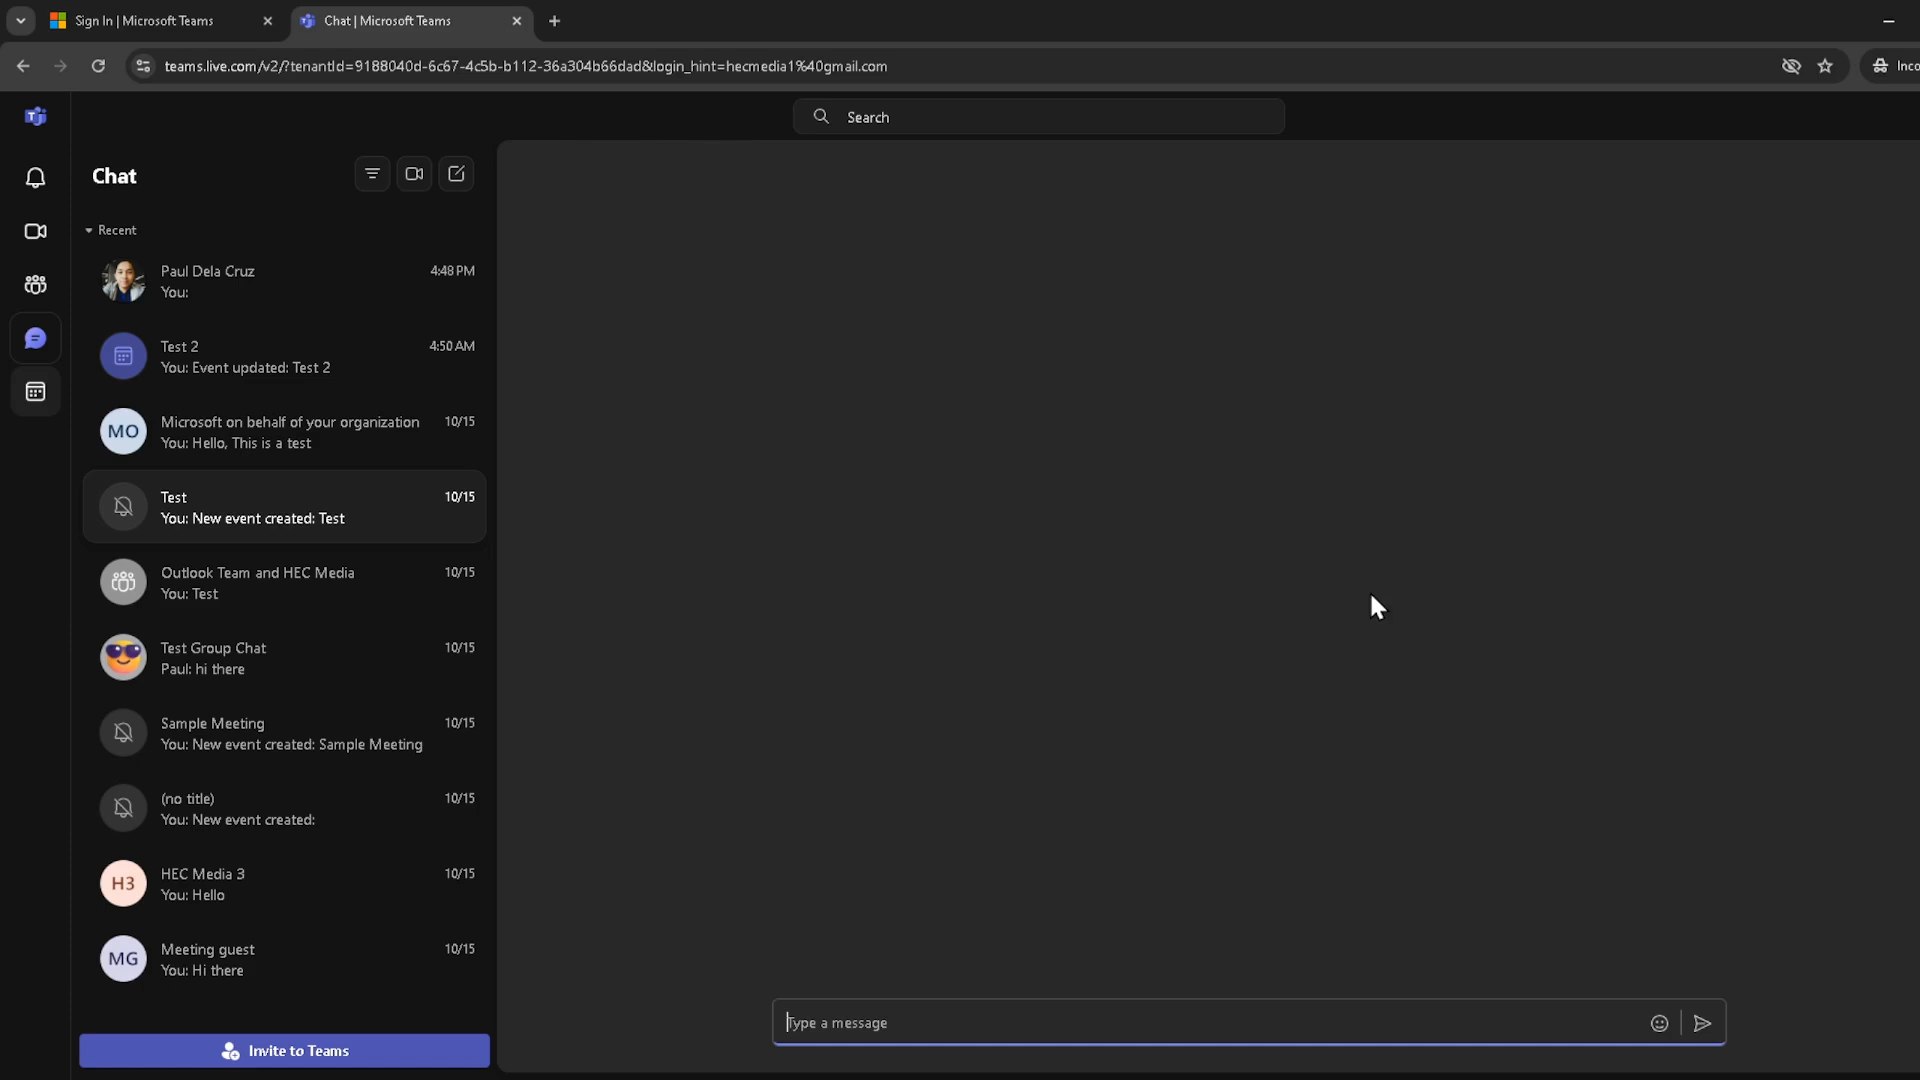 Sign In | Microsoft Teams
Chat | Microsoft Teams
teams.live.com/v2/?tenantId=9188040d-6c67-4c5b-b112-36a304b66dad&login_hint=hecmedia1%40gmail.com
Inco
Search
Chat
Recent
Paul Dela Cruz 4:48 PM
You:
Test 2 4:50 AM
You: Event updated: Test 2
MO
Microsoft on behalf of your organization 10/15
You: Hello, This is a test
Test 10/15
You: New event created: Test
Outlook Team and HEC Media 10/15
You: Test
Test Group Chat 10/15
Paul: hi there
Sample Meeting 10/15
You: New event created: Sample Meeting
(no title) 10/15
You: New event created:
H3
HEC Media 3 10/15
You: Hello
MG
Meeting guest 10/15
You: Hi there
Invite to Teams
Type a message